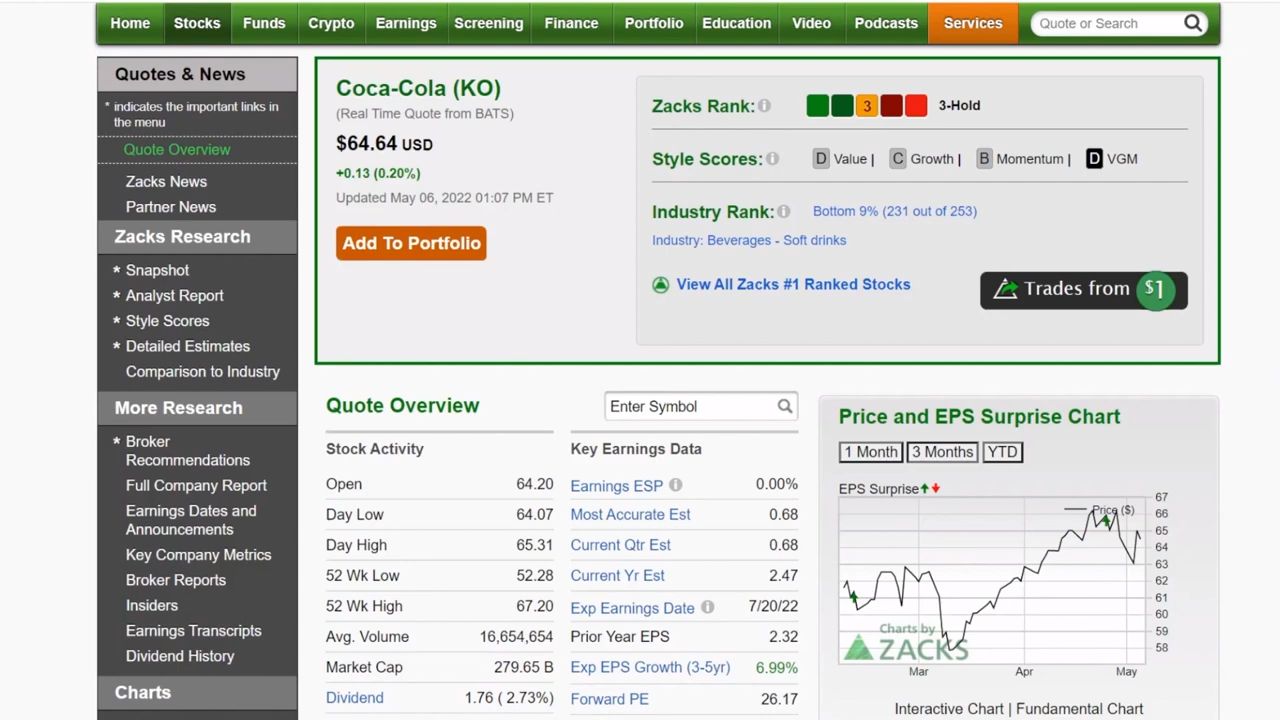 Home Stocks Funds Crypto Earnings Screening Finance Portfolio Education Video Podcasts Services Quote or Search
Quotes & News
* indicates the important links in
the menu
Quote Overview
Zacks News
Partner News
Zacks Research
* Snapshot
* Analyst Report
* Style Scores
* Detailed Estimates
Comparison to Industry
More Research
* Broker
Recommendations
Full Company Report
Earnings Dates and
Announcements
Key Company Metrics
Broker Reports
Insiders
Earnings Transcripts
Dividend History
Charts
Coca-Cola (KO)
(Real Time Quote from BATS)
$64.64 USD
+0.13 (0.20%)
Updated May 06, 2022 01:07 PM ET
Add To Portfolio
Zacks Rank: i 3 3-Hold
Style Scores: i D Value | C Growth | B Momentum | D VGM
Industry Rank: i Bottom 9% (231 out of 253)
Industry: Beverages - Soft drinks
View All Zacks #1 Ranked Stocks
Trades from $1
Quote Overview
Enter Symbol
Stock Activity
Open 64.20
Day Low 64.07
Day High 65.31
52 Wk Low 52.28
52 Wk High 67.20
Avg. Volume 16,654,654
Market Cap 279.65 B
Dividend 1.76 ( 2.73%)
Key Earnings Data
Earnings ESP i 0.00%
Most Accurate Est 0.68
Current Qtr Est 0.68
Current Yr Est 2.47
Exp Earnings Date i 7/20/22
Prior Year EPS 2.32
Exp EPS Growth (3-5yr) 6.99%
Forward PE 26.17
Price and EPS Surprise Chart
1 Month 3 Months YTD
EPS Surprise
Price ($)
67
66
65
64
63
62
61
60
59
58
Charts by
ZACKS
Mar Apr May
Interactive Chart | Fundamental Chart